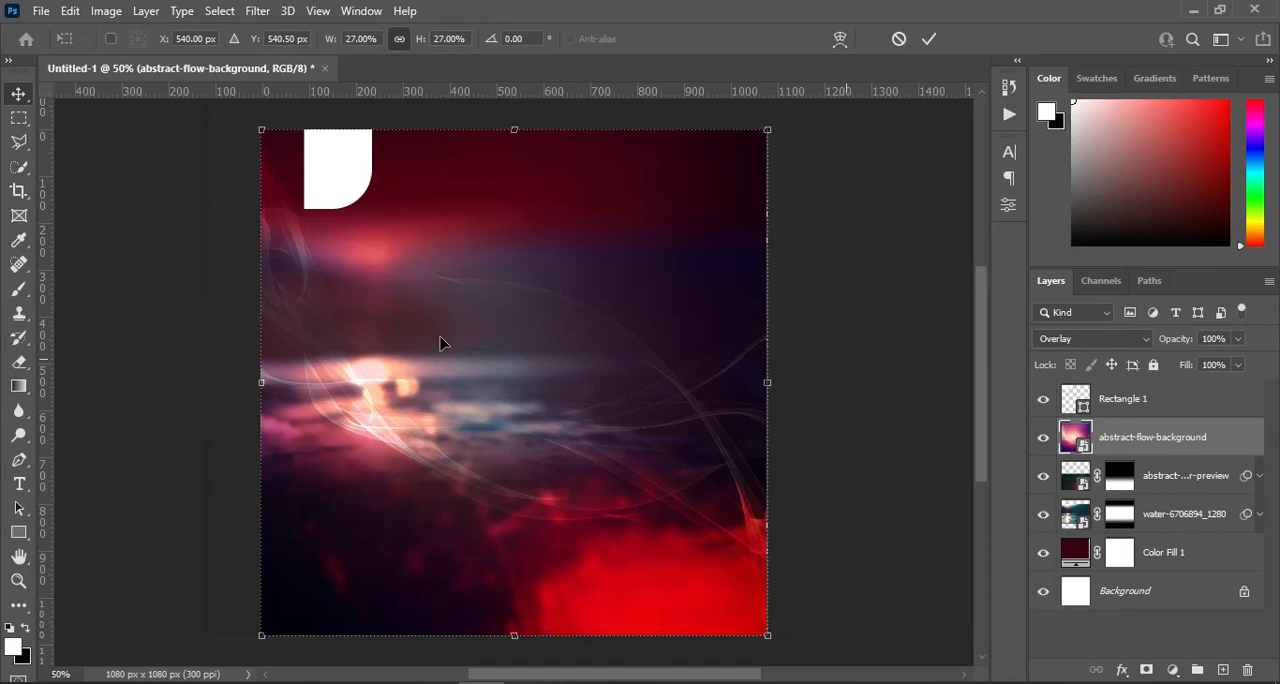 Ps File Edit Image Layer Type Select Filter 3D View Window Help
X: 540.00 px Y: 540.50 px W: 27.00% H: 27.00% 0.00 ° Anti-alias
Untitled-1 @ 50% (abstract-flow-background, RGB/8) * ×
400 300 200 100 0 100 200 300 400 500 600 700 800 900 1000 1100 1200 1300 1400 1500
Color Swatches Gradients Patterns
Layers Channels Paths
Kind
Overlay Opacity: 100%
Lock: Fill: 100%
Rectangle 1
abstract-flow-background
abstract-...r-preview
water-6706894_1280
Color Fill 1
Background
50% 1080 px x 1080 px (300 ppi)